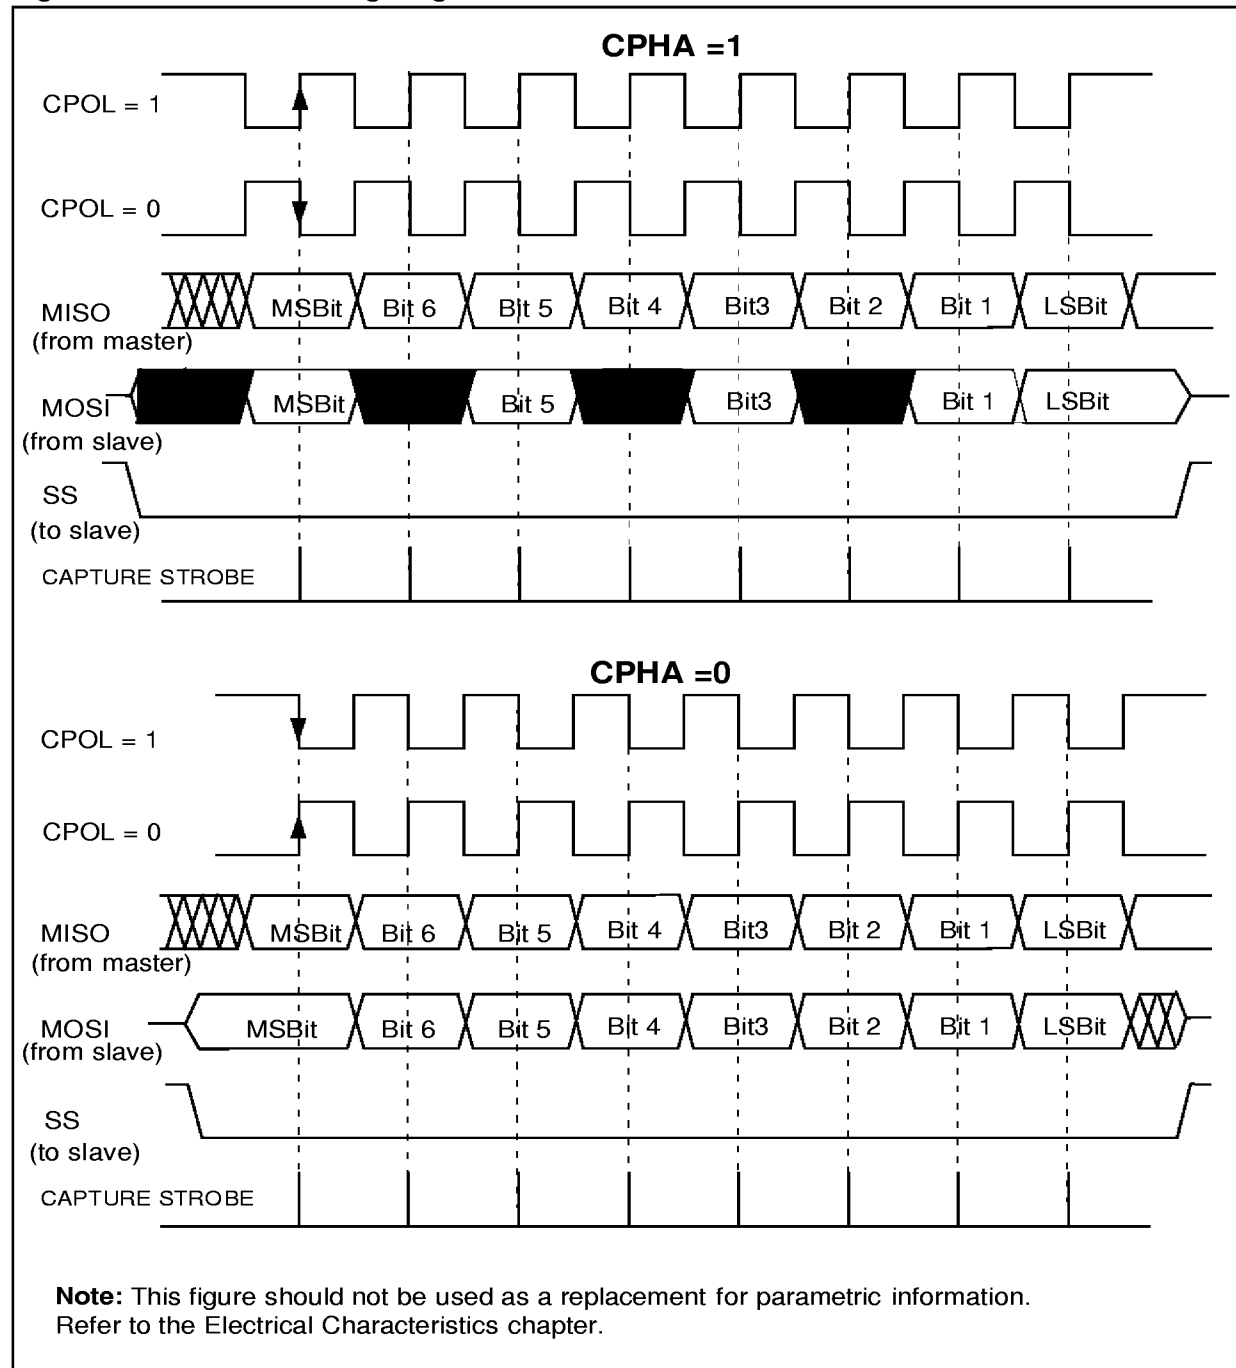 CPHA =1
CPOL = 1
CPOL = 0
MISO
(from master)
MSBit Bit 6 Bit 5 Bit 4 Bit3 Bit 2 Bit 1 LSBit
MOSI
(from slave)
MSBit Bit 5 Bit3 Bit 1 LSBit
SS
(to slave)
CAPTURE STROBE
CPHA =0
CPOL = 1
CPOL = 0
MISO
(from master)
MSBit Bit 6 Bit 5 Bit 4 Bit3 Bit 2 Bit 1 LSBit
MOSI
(from slave)
MSBit Bit 6 Bit 5 Bit 4 Bit3 Bit 2 Bit 1 LSBit
SS
(to slave)
CAPTURE STROBE
Note: This figure should not be used as a replacement for parametric information.
Refer to the Electrical Characteristics chapter.